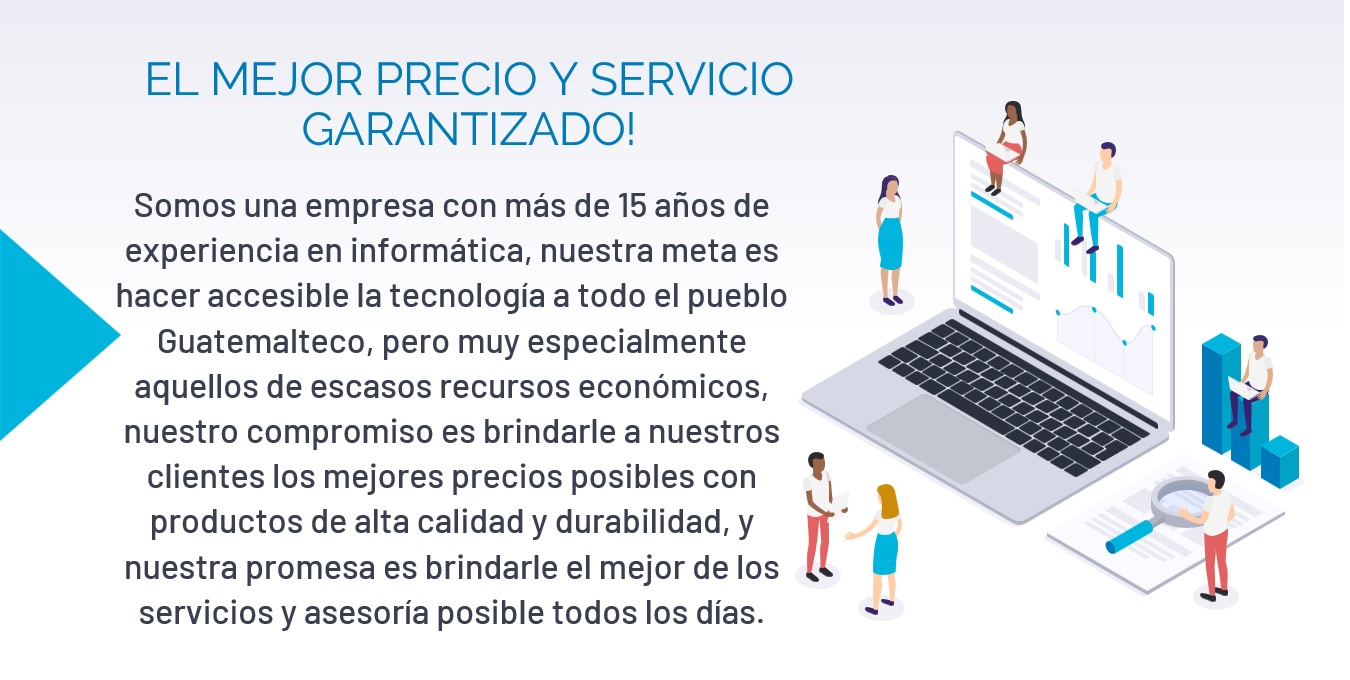 EL MEJOR PRECIO Y SERVICIO
GARANTIZADO!
Somos una empresa con más de 15 años de
experiencia en informática, nuestra meta es
hacer accesible la tecnología a todo el pueblo
Guatemalteco, pero muy especialmente
aquellos de escasos recursos económicos,
nuestro compromiso es brindarle a nuestros
clientes los mejores precios posibles con
productos de alta calidad y durabilidad, y
nuestra promesa es brindarle el mejor de los
servicios y asesoría posible todos los días.